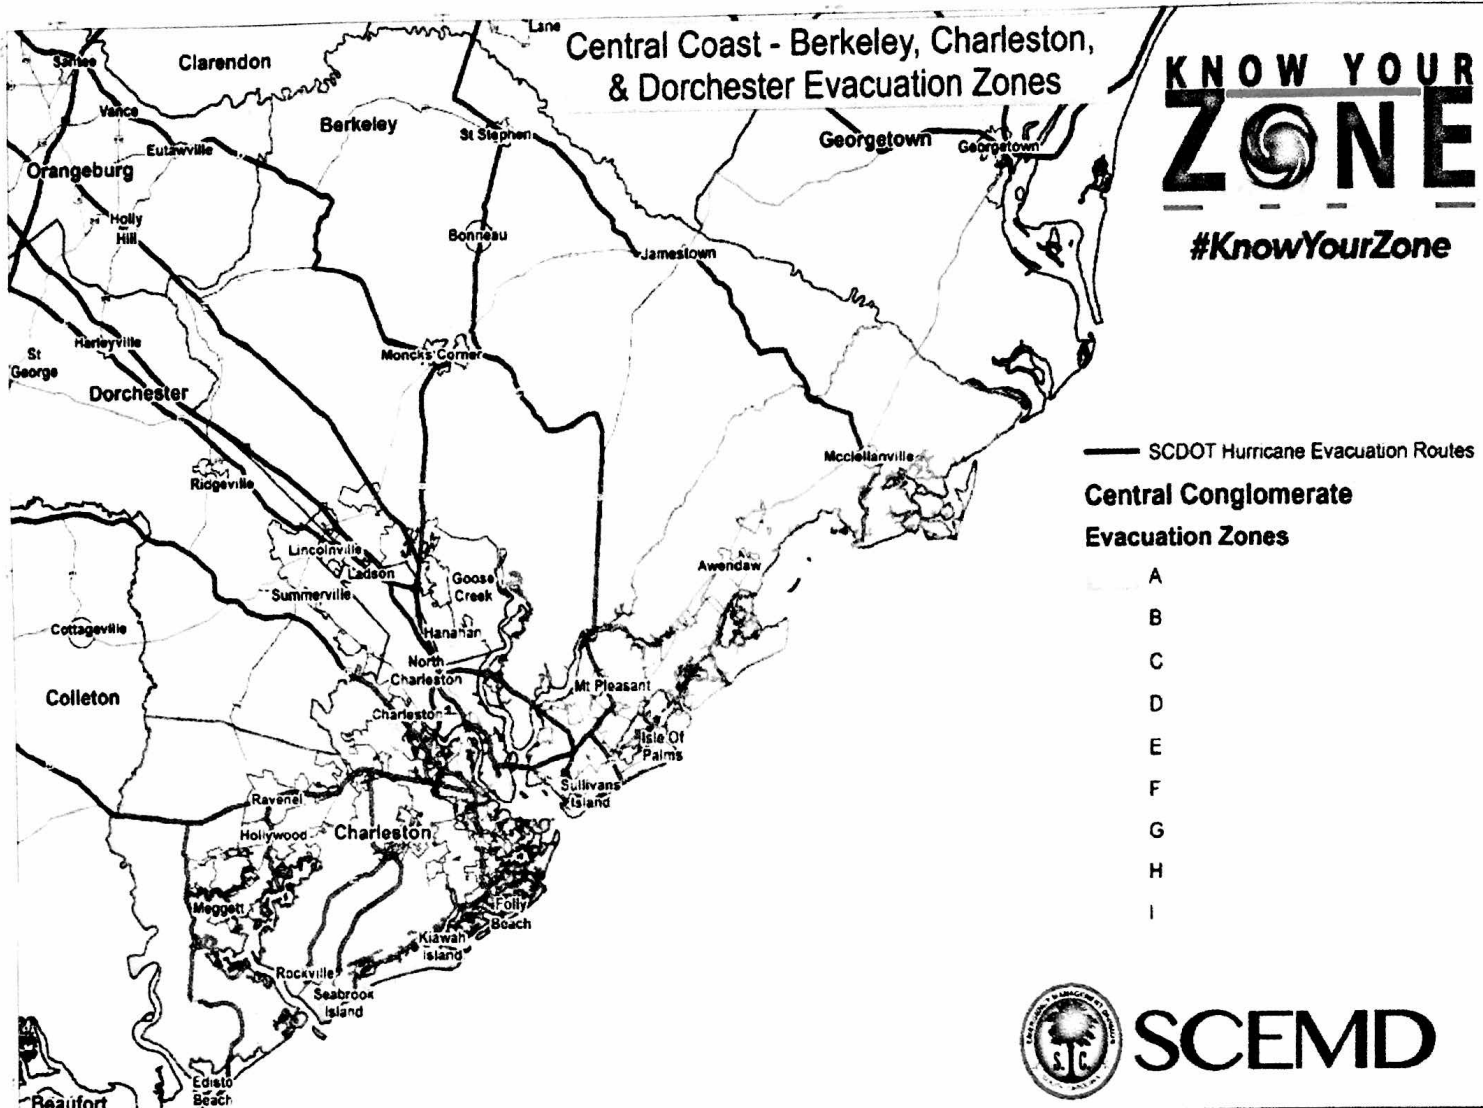 Lane
Central Coast - Berkeley, Charleston,
& Dorchester Evacuation Zones
KNOW YOUR
ZONE
#KnowYourZone
Santee
Clarendon
Vance
Berkeley
St Stephen
Georgetown
Georgetown
Eutawville
Orangeburg
Holly
Hill
Bonneau
Jamestown
Harleyville
St
George
Moncks Corner
Dorchester
Mcclellanville
SCDOT Hurricane Evacuation Routes
Ridgeville
Central Conglomerate
Evacuation Zones
A
B
C
D
E
F
G
H
I
Lincolnville
Ladson
Goose
Creek
Summerville
Awendaw
Cottageville
Hanahan
North
Charleston
Mt Pleasant
Colleton
Charleston
Isle Of
Palms
Sullivans
Island
Ravenel
Hollywood
Charleston
Meggett
Folly
Beach
Kiawah
Island
Rockville
Seabrook
Island
Edisto
Beach
Beaufort
S. C.
SCEMD